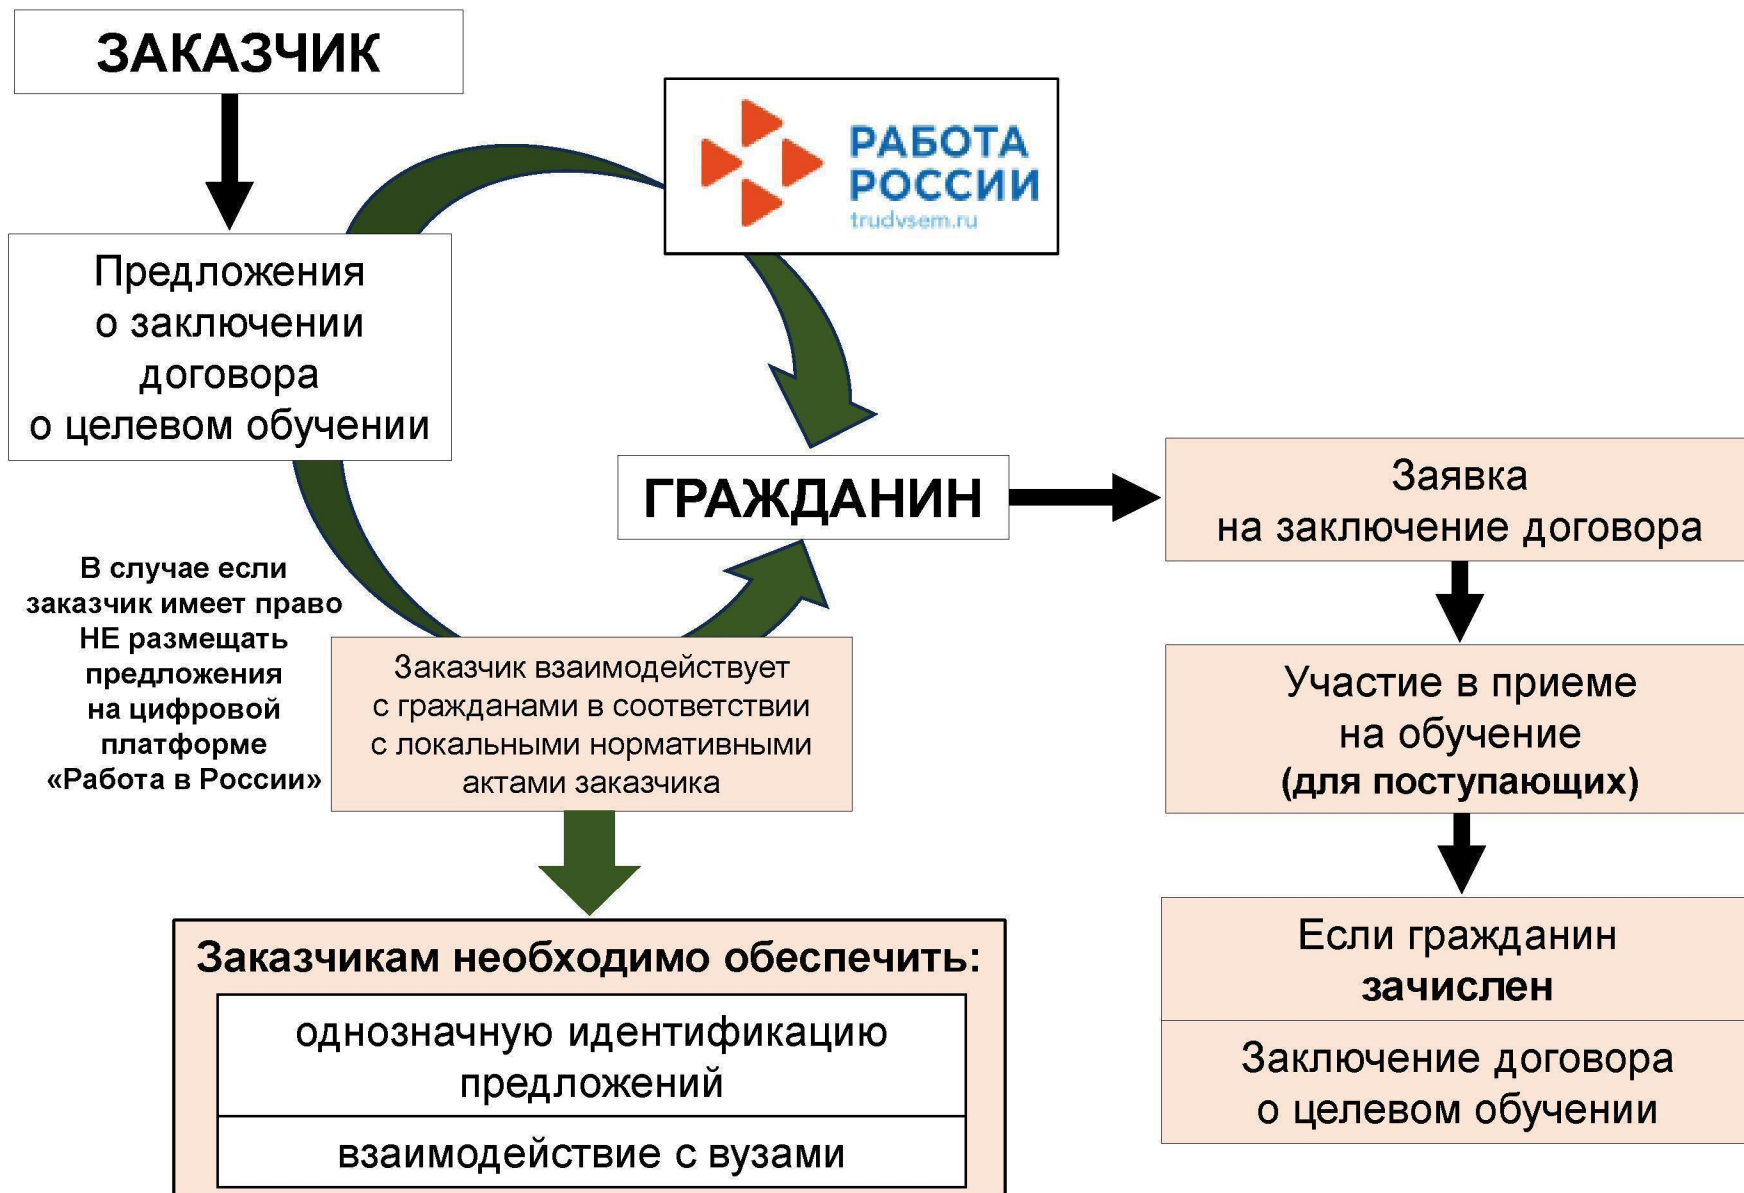 ЗАКАЗЧИК
РАБОТА
РОССИИ
trudvsem.ru
Предложения
о заключении
договора
о целевом обучении
ГРАЖДАНИН
Заявка
на заключение договора
В случае если
заказчик имеет право
НЕ размещать
предложения
на цифровой
платформе
«Работа в России»
Заказчик взаимодействует
с гражданами в соответствии
с локальными нормативными
актами заказчика
Участие в приеме
на обучение
(для поступающих)
Если гражданин
зачислен
Заключение договора
о целевом обучении
Заказчикам необходимо обеспечить:
однозначную идентификацию
предложений
взаимодействие с вузами